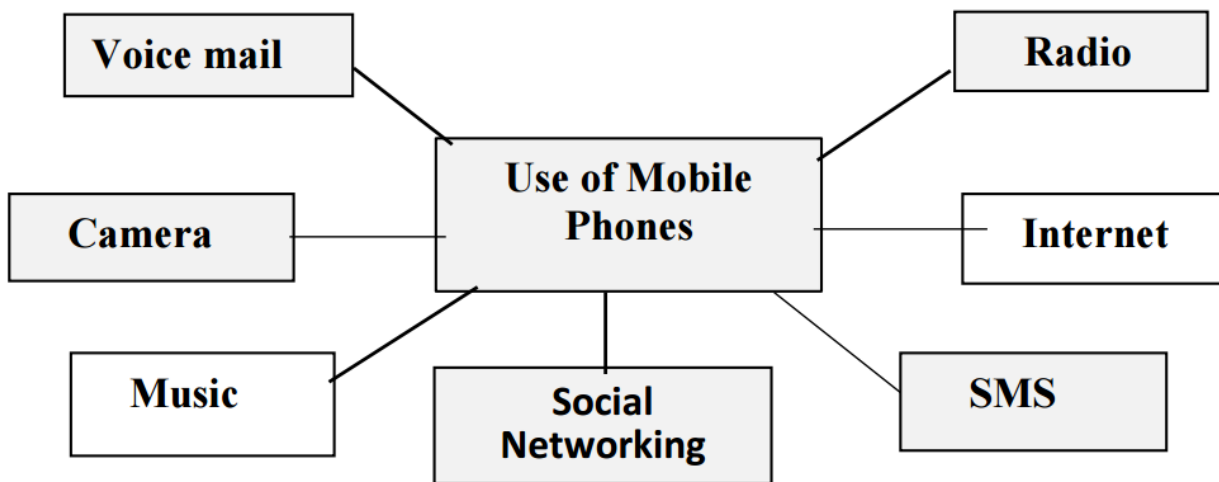 Voice mail
Radio
Use of Mobile
Phones
Camera
Internet
Music
Social
Networking
SMS